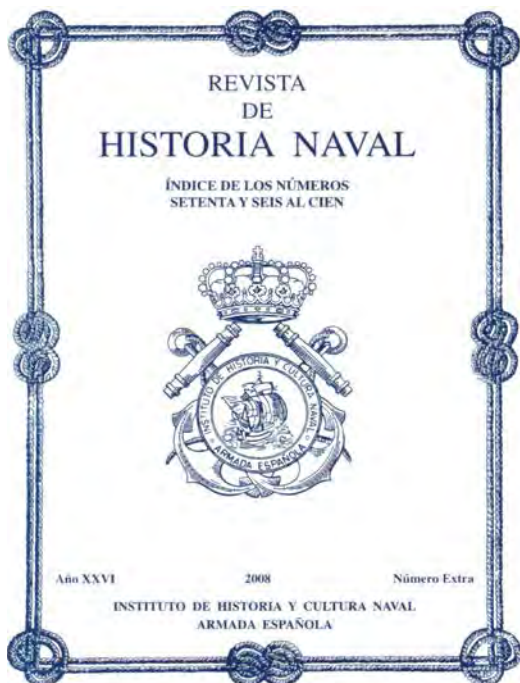 REVISTA
DE
HISTORIA NAVAL
ÍNDICE DE LOS NÚMEROS
SETENTA Y SEIS AL CIEN
INSTITUTO DE HISTORIA Y CULTURA NAVAL
ARMADA ESPAÑOLA
Año XXVI 2008 Número Extra
INSTITUTO DE HISTORIA Y CULTURA NAVAL
ARMADA ESPAÑOLA